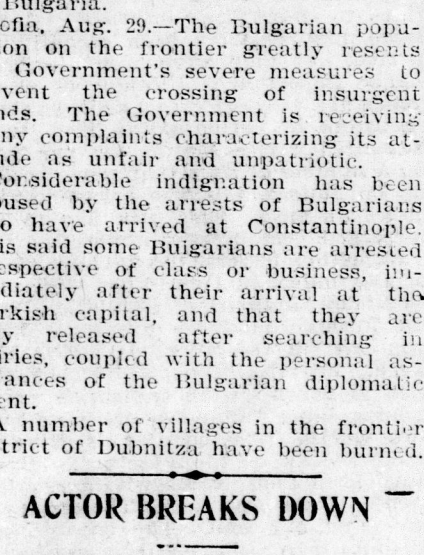 Bulgaria.
ofia, Aug. 29.—The Bulgarian popu-
ion on the frontier greatly resents
Government's severe measures to
vent the crossing of insurgent
nds. The Government is receiving
ny complaints characterizing its at-
ude as unfair and unpatriotic.
onsiderable indignation has been
oused by the arrests of Bulgarians
o have arrived at Constantinople.
is said some Bulgarians are arrested
espective of class or business, im-
diately after their arrival at the
rkish capital, and that they are
y released after searching in
iries, coupled with the personal as-
ances of the Bulgarian diplomatic
ent.
A number of villages in the frontier
trict of Dubnitza have been burned.
ACTOR BREAKS DOWN